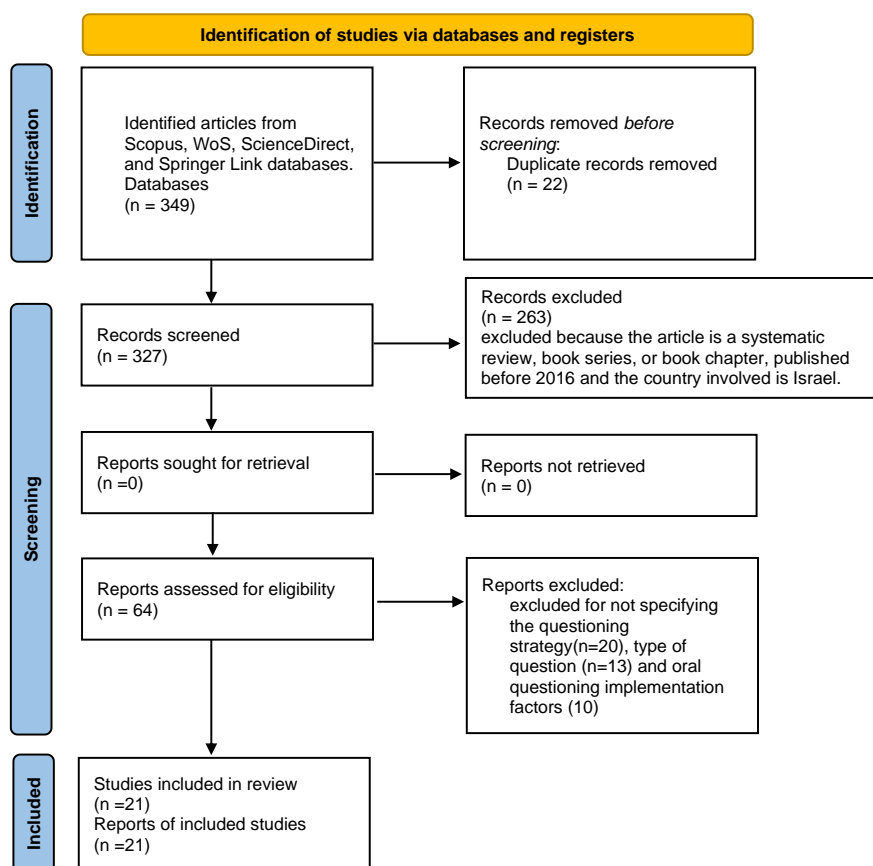 Identification of studies via databases and registers
Identification
Identified articles from
Scopus, WoS, ScienceDirect,
and Springer Link databases.
Databases
(n = 349)
Records removed before
screening:
Duplicate records removed
(n = 22)
Screening
Records screened
(n = 327)
Records excluded
(n = 263)
excluded because the article is a systematic
review, book series, or book chapter, published
before 2016 and the country involved is Israel.
Reports sought for retrieval
(n =0)
Reports not retrieved
(n = 0)
Reports assessed for eligibility
(n = 64)
Reports excluded:
excluded for not specifying
the questioning
strategy(n=20), type of
question (n=13) and oral
questioning implementation
factors (10)
Included
Studies included in review
(n =21)
Reports of included studies
(n =21)